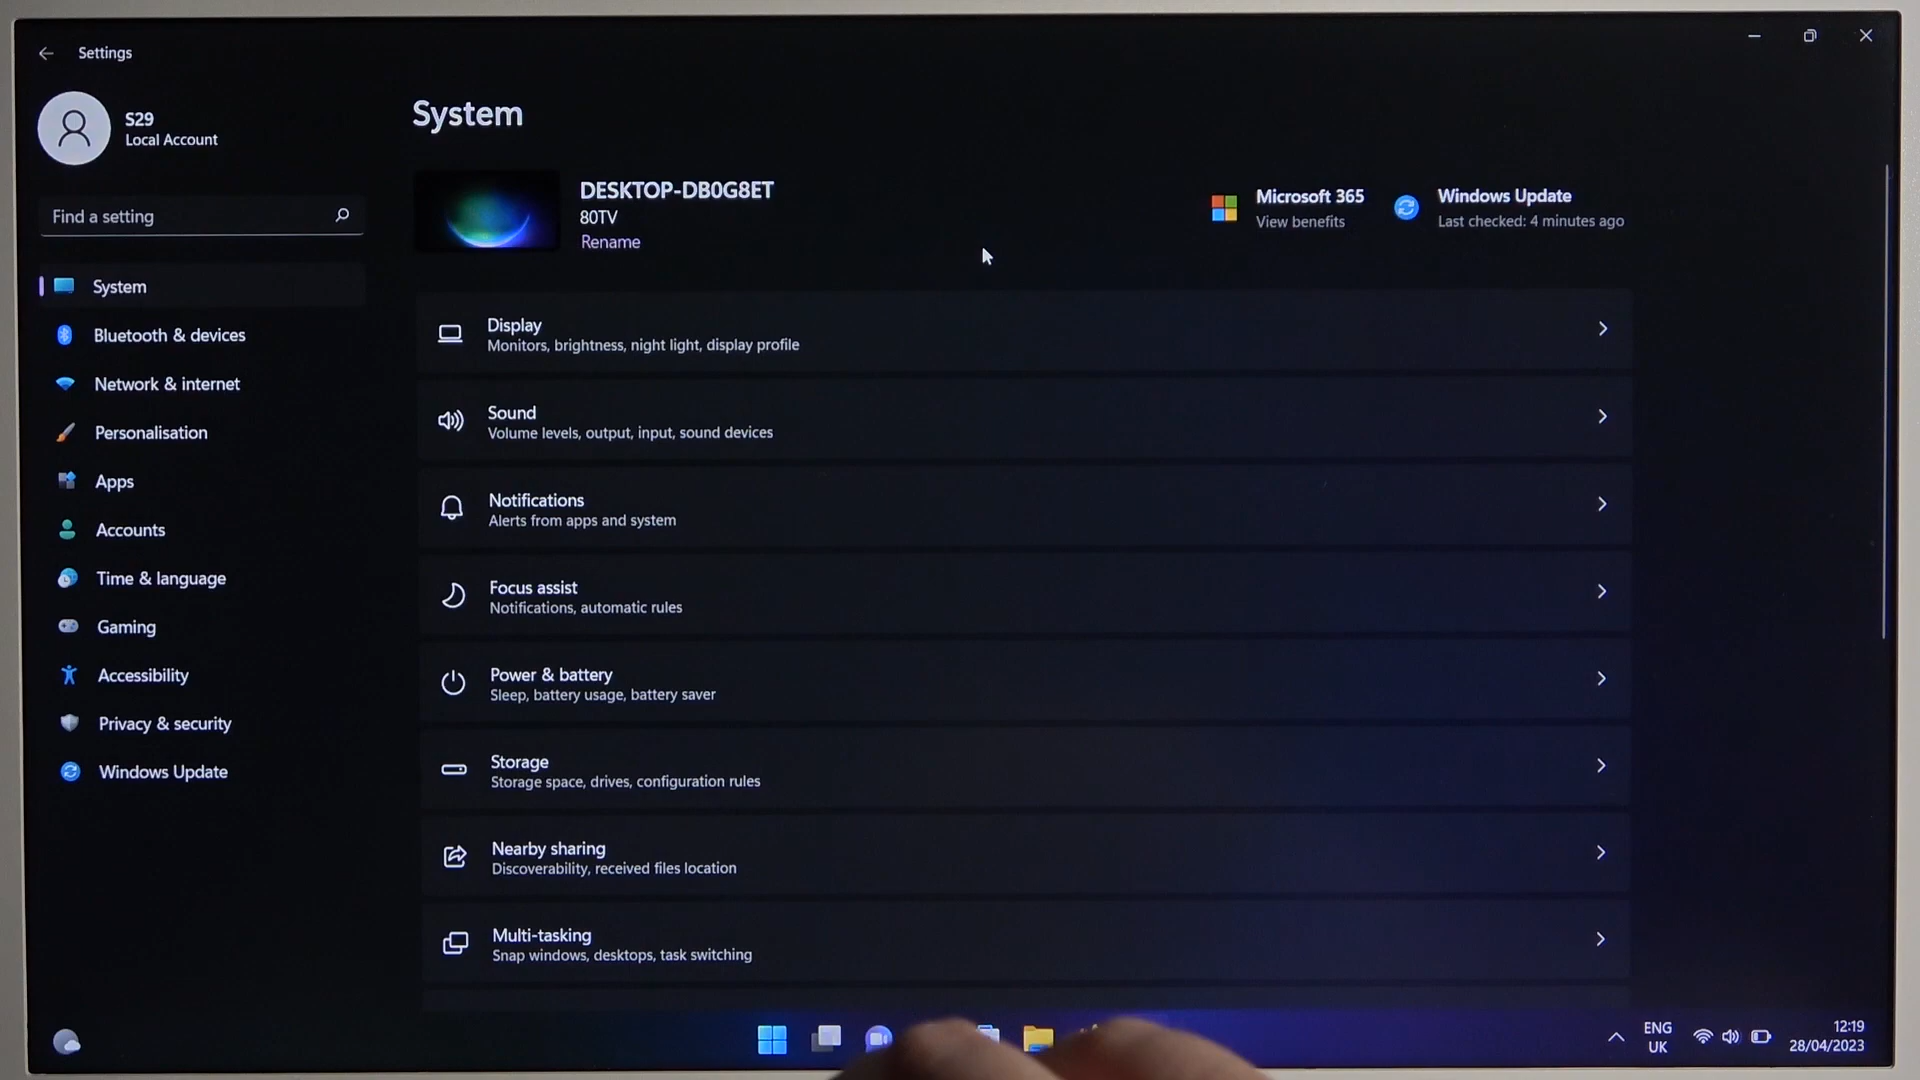 Settings
S29
Local Account
Find a setting
System
Bluetooth & devices
Network & internet
Personalisation
Apps
Accounts
Time & language
Gaming
Accessibility
Privacy & security
Windows Update
System
DESKTOP-DB0G8ET
80TV
Rename
Microsoft 365
View benefits
Windows Update
Last checked: 4 minutes ago
Display
Monitors, brightness, night light, display profile
Sound
Volume levels, output, input, sound devices
Notifications
Alerts from apps and system
Focus assist
Notifications, automatic rules
Power & battery
Sleep, battery usage, battery saver
Storage
Storage space, drives, configuration rules
Nearby sharing
Discoverability, received files location
Multi-tasking
Snap windows, desktops, task switching
ENG
UK
12:19
28/04/2023